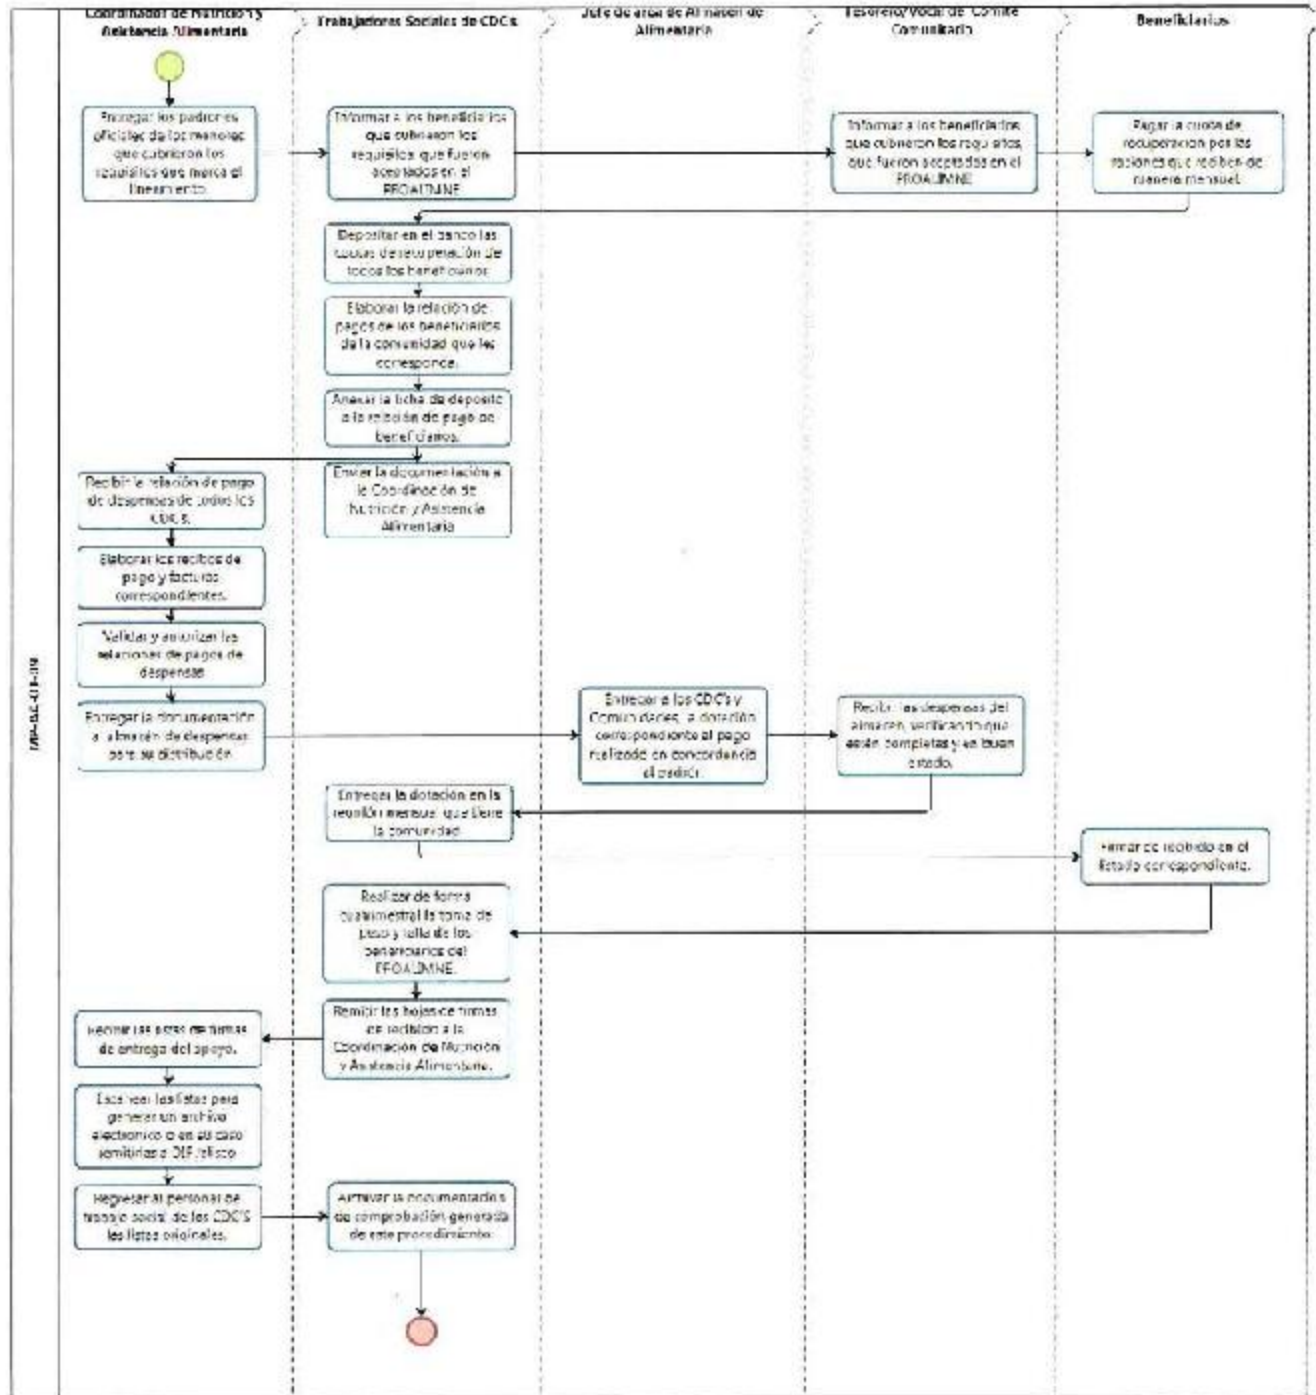 Coordinador de Nutrición y
Asistencia Alimentaria
Trabajadores Sociales de CDC's
Jefe de área de Almacén de
Alimentaria
Tesorero/Vocal del Comité
Comunitario
Beneficiarios
Entregar los padrones
oficiales de los menores
que cubrieron los
requisitos que marca el
lineamiento
Informar a los beneficiarios
que cubrieron los
requisitos, que fueron
aceptados en el
PROALIMNE
Informar a los beneficiarios
que cubrieron los requisitos,
que fueron aceptados en el
PROALIMNE
Pagar la cuota de
recuperación por las
raciones que reciben de
manera mensual.
Depositar en el banco las
cuotas de recuperación de
todos los beneficiarios
Elaborar la relación de
pagos de los beneficiarios
de la comunidad que les
corresponda.
Anexar la ficha de depósito
a la relación de pago de
beneficiarios.
Enviar la documentación a
la Coordinación de
Nutrición y Asistencia
Alimentaria
Recibir la relación de pago
de despensas de todos los
CDC's.
Elaborar los recibos de
pago y facturas
correspondientes.
Validar y autorizar las
relaciones de pagos de
despensas
Entregar la documentación
al almacén de despensas
para su distribución
Entregar a los CDC's y
Comunidades, la dotación
correspondiente al pago
realizado en concordancia
al padrón.
Recibir las despensas del
almacén, verificando que
estén completas y en buen
estado.
Entregar la dotación en la
reunión mensual que tiene
la comunidad
Firmar de recibido en el
listado correspondiente.
Realizar de forma
cuatrimestral la toma de
peso y talla de los
beneficiarios del
PROALIMNE.
Remitir las hojas de firmas
de recibido a la
Coordinación de Nutrición
y Asistencia Alimentaria.
Recibir las listas de firmas
de entrega del apoyo.
Escanear las listas para
generar un archivo
electrónico o en su caso
remitirlas a DIF Jalisco
Regresar al personal de
trabajo social de los CDC'S
las listas originales.
Archivar la documentación
de comprobación generada
de este procedimiento